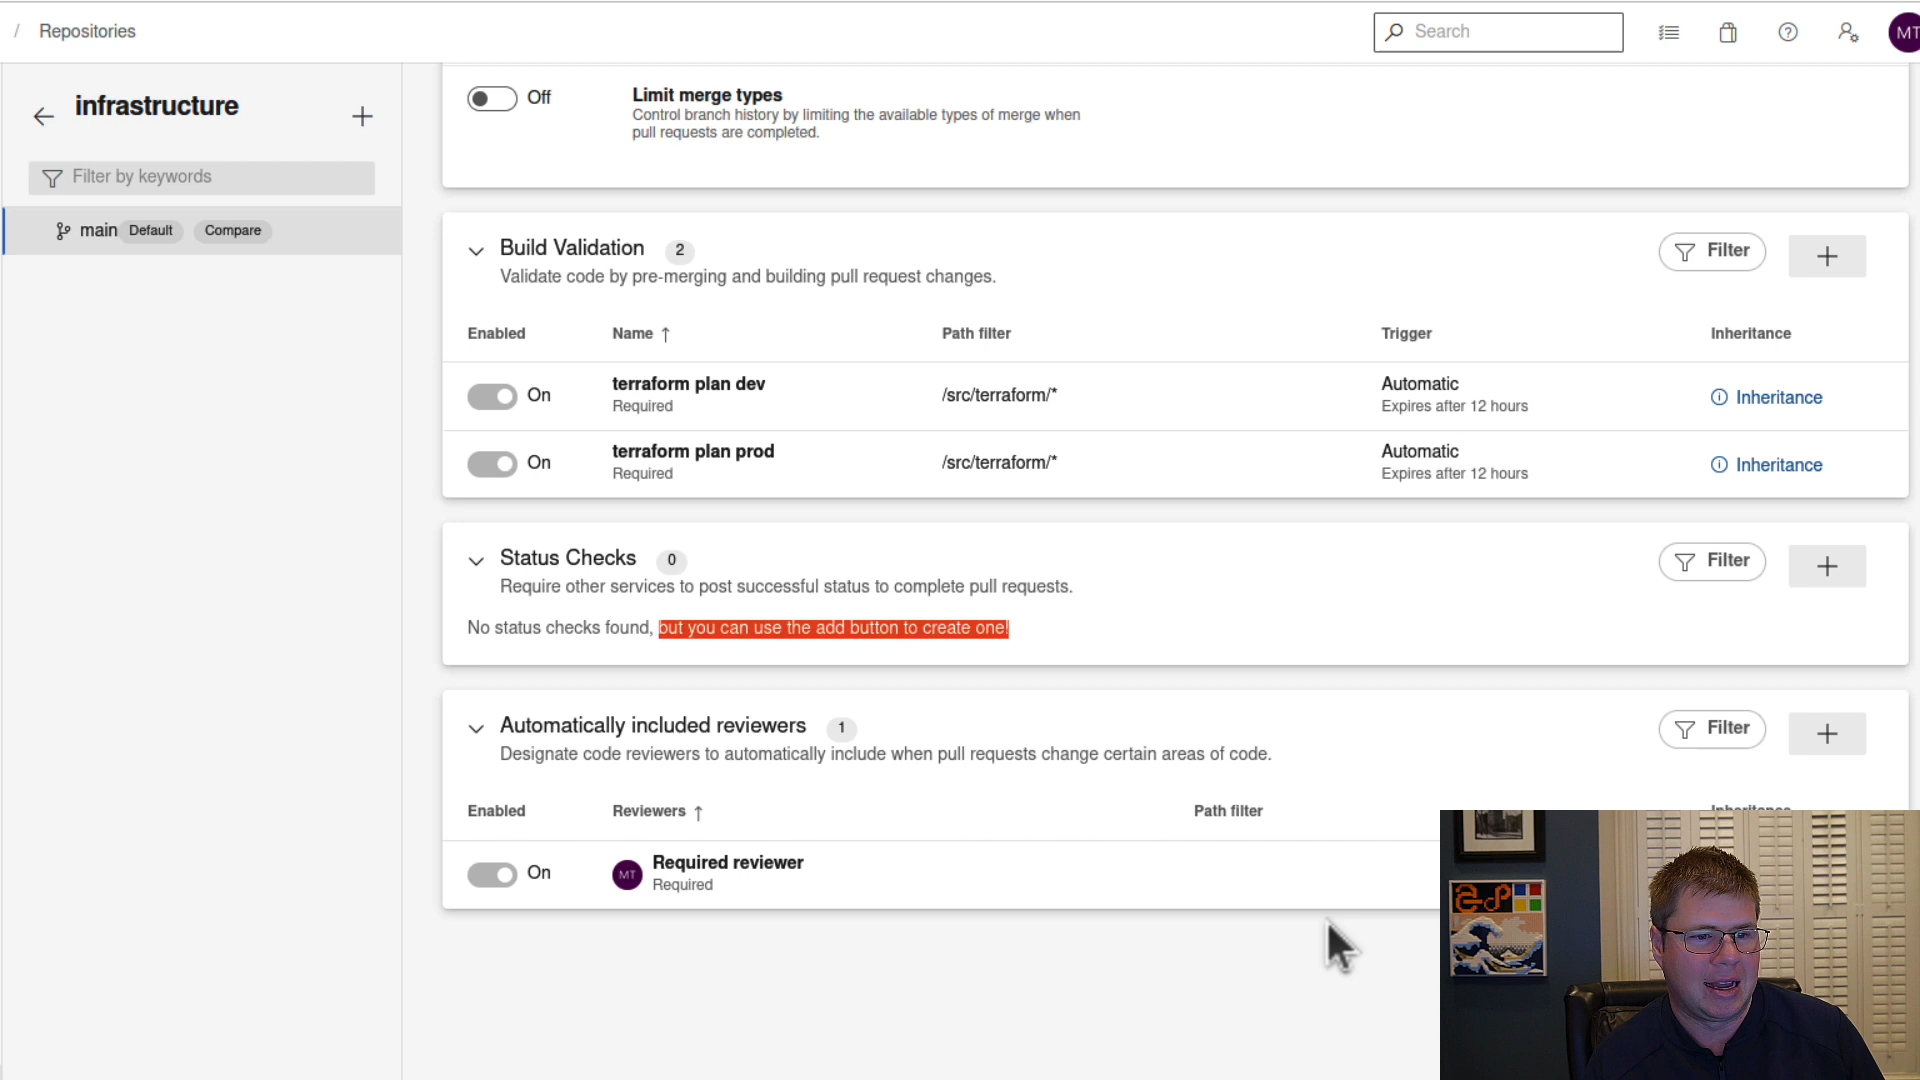 / Repositories
Search
MT
infrastructure
Filter by keywords
main Default Compare
Off
Limit merge types
Control branch history by limiting the available types of merge when
pull requests are completed.
Build Validation 2
Validate code by pre-merging and building pull request changes.
Filter
Enabled Name ↑ Path filter Trigger Inheritance
On terraform plan dev /src/terraform/* Automatic Inheritance
Required Expires after 12 hours
On terraform plan prod /src/terraform/* Automatic Inheritance
Required Expires after 12 hours
Status Checks 0
Require other services to post successful status to complete pull requests.
Filter
No status checks found, but you can use the add button to create one!
Automatically included reviewers 1
Designate code reviewers to automatically include when pull requests change certain areas of code.
Filter
Enabled Reviewers ↑ Path filter Inheritance
On MT Required reviewer
Required